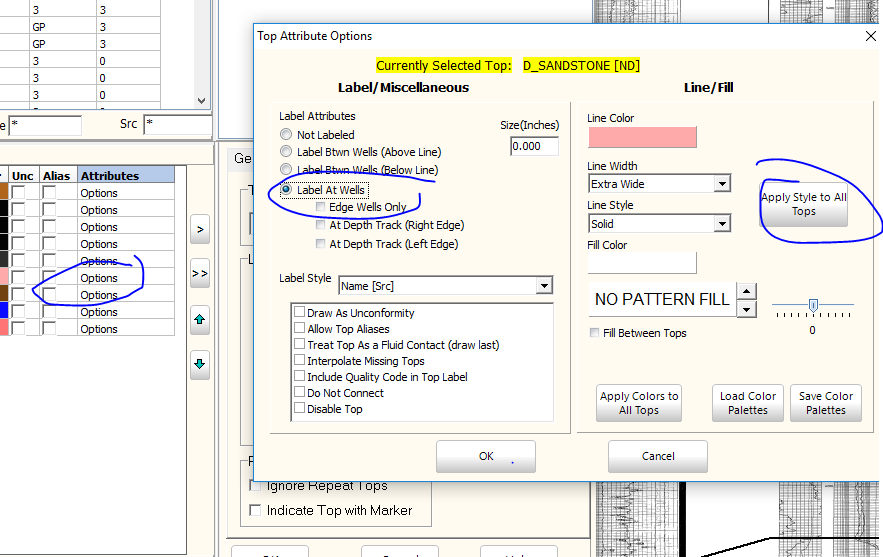 3 3
GP 3
GP 3
3 0
3 0
3 0
3 0
e * Src *
Unc Alias Attributes
Options
Options
Options
Options
Options
Options
Options
Options
Options
>
>>
Ge
Top Attribute Options
Currently Selected Top: D_SANDSTONE [ND]
Label/Miscellaneous
Label Attributes
Not Labeled
Label Btwn Wells (Above Line)
Label Btwn Wells (Below Line)
Label At Wells
Edge Wells Only
At Depth Track (Right Edge)
At Depth Track (Left Edge)
Size(Inches)
0.000
Label Style Name [Src]
Draw As Unconformity
Allow Top Aliases
Treat Top As a Fluid Contact (draw last)
Interpolate Missing Tops
Include Quality Code in Top Label
Do Not Connect
Disable Top
Line/Fill
Line Color
Line Width
Extra Wide
Line Style
Solid
Apply Style to All
Tops
Fill Color
NO PATTERN FILL
0
Fill Between Tops
Apply Colors to
All Tops
Load Color
Palettes
Save Color
Palettes
OK
Cancel
Ignore Repeat Tops
Indicate Top with Marker